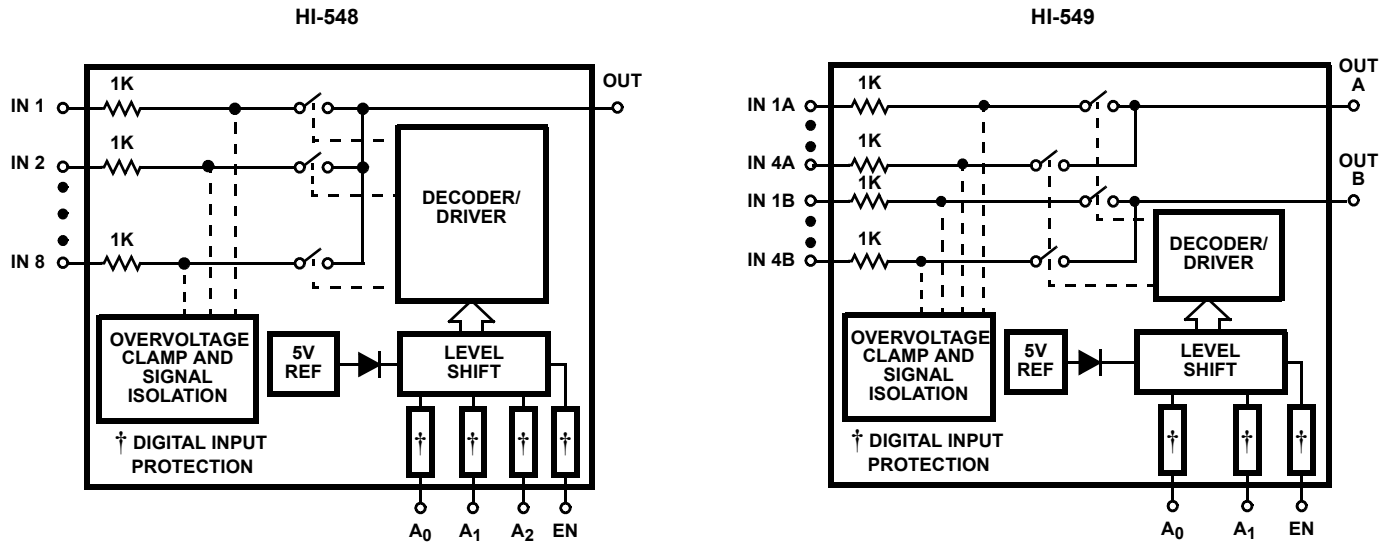 HI-548
1K
OUT
IN 1
1K
IN 2
1K
IN 8
DECODER/
DRIVER
OVERVOLTAGE
CLAMP AND
SIGNAL
ISOLATION
5V
REF
LEVEL
SHIFT
† † † †
† DIGITAL INPUT
PROTECTION
A0 A1 A2 EN
HI-549
1K
OUT
A
IN 1A
1K
IN 4A
OUT
B
1K
IN 1B
1K
IN 4B
DECODER/
DRIVER
OVERVOLTAGE
CLAMP AND
SIGNAL
ISOLATION
5V
REF
LEVEL
SHIFT
† † †
† DIGITAL INPUT
PROTECTION
A0 A1 EN